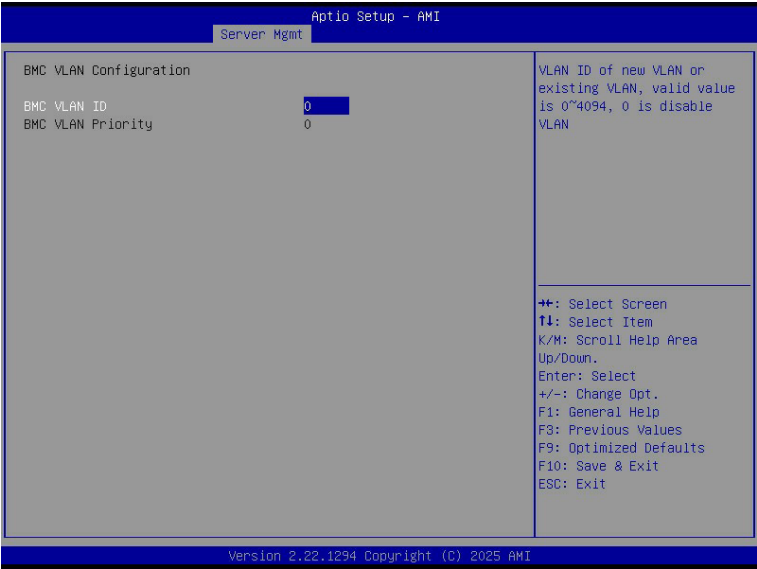 Aptio Setup – AMI
Server Mgmt
BMC VLAN Configuration
BMC VLAN ID 0
BMC VLAN Priority 0
VLAN ID of new VLAN or
existing VLAN, valid value
is 0~4094, 0 is disable
VLAN
→←: Select Screen
↑↓: Select Item
K/M: Scroll Help Area
Up/Down.
Enter: Select
+/-: Change Opt.
F1: General Help
F3: Previous Values
F9: Optimized Defaults
F10: Save & Exit
ESC: Exit
Version 2.22.1294 Copyright (C) 2025 AMI